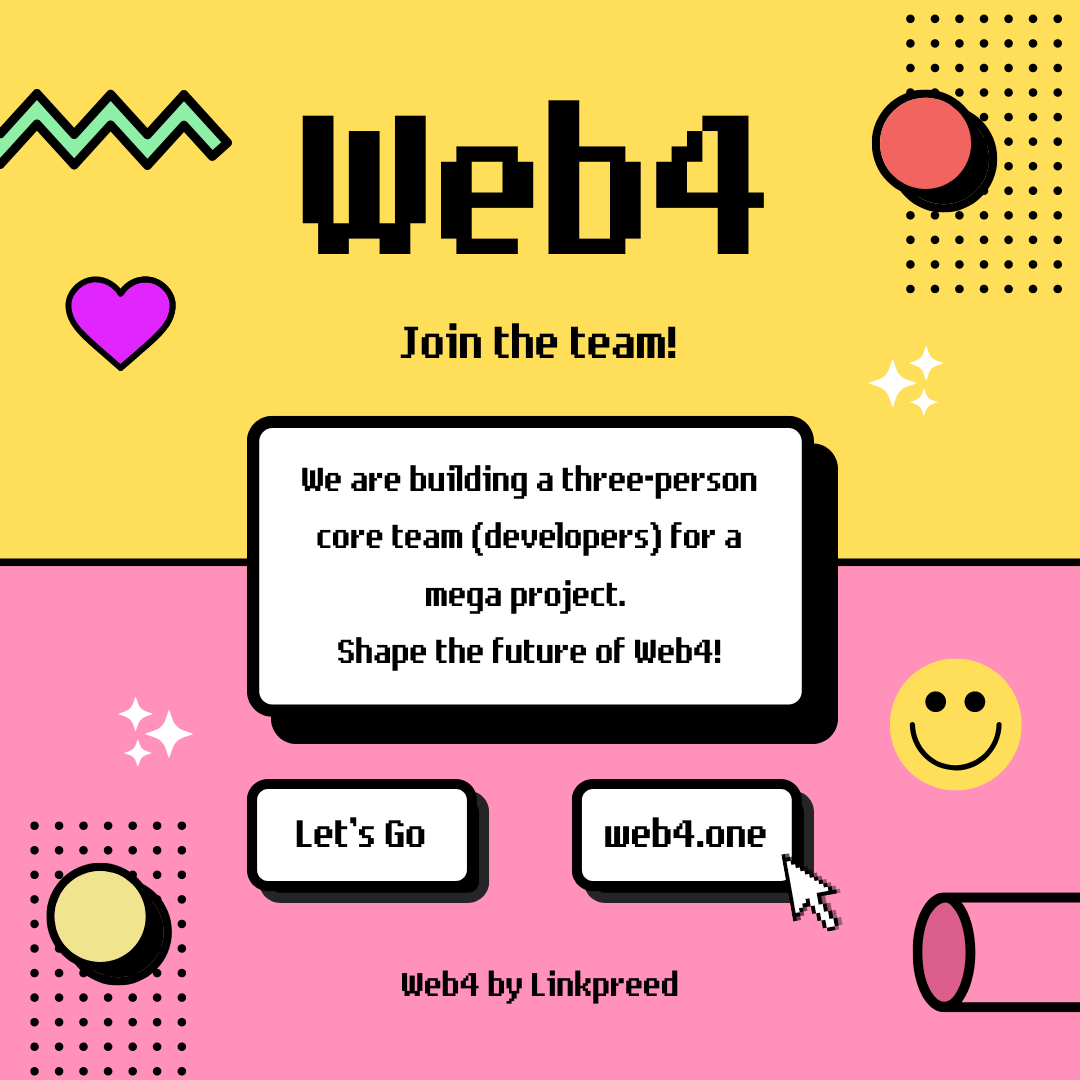 Web4
Join the team!
We are building a three-person
core team (developers) for a
mega project.
Shape the future of Web4!
Let's Go
web4.one
Web4 by Linkpreed